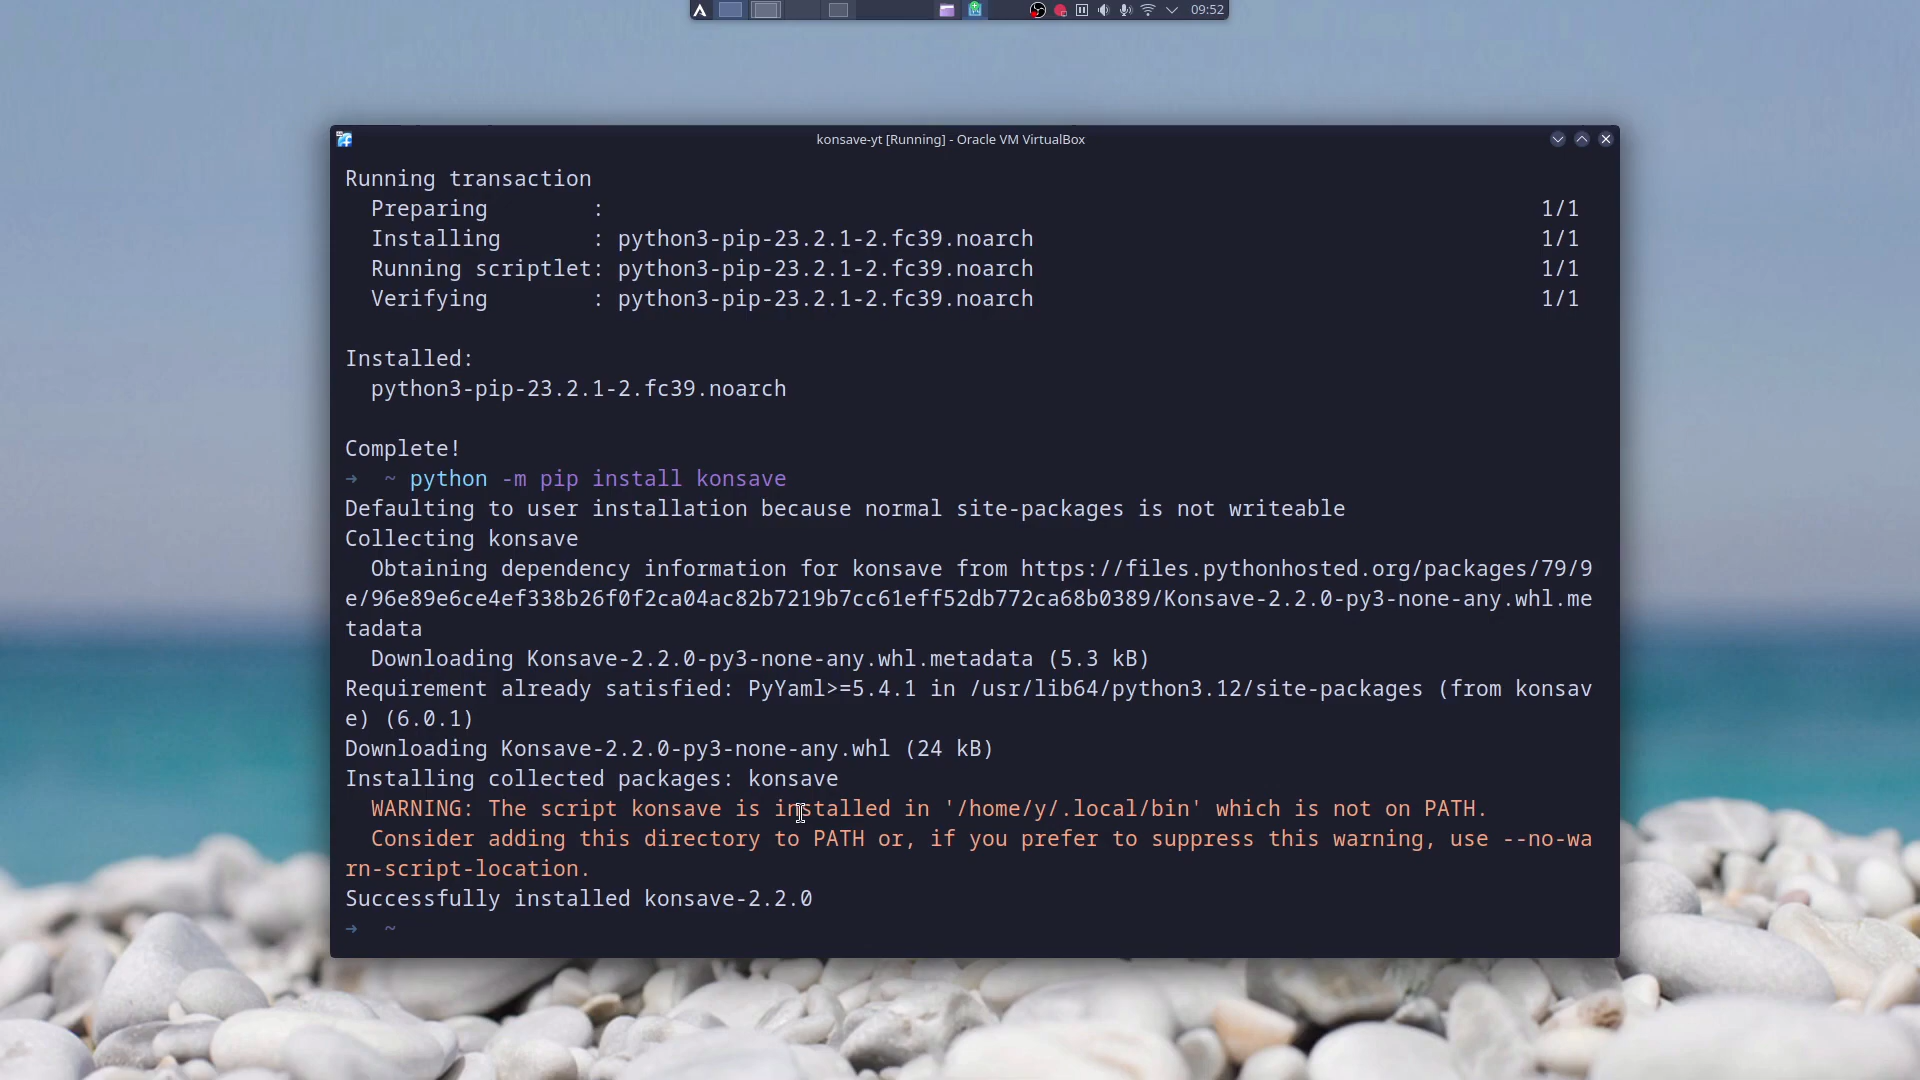 09:52
konsave-yt [Running] - Oracle VM VirtualBox
Running transaction
Preparing : 1/1
Installing : python3-pip-23.2.1-2.fc39.noarch 1/1
Running scriptlet: python3-pip-23.2.1-2.fc39.noarch 1/1
Verifying : python3-pip-23.2.1-2.fc39.noarch 1/1
Installed:
python3-pip-23.2.1-2.fc39.noarch
Complete!
→ ~ python -m pip install konsave
Defaulting to user installation because normal site-packages is not writeable
Collecting konsave
Obtaining dependency information for konsave from https://files.pythonhosted.org/packages/79/9
e/96e89e6ce4ef338b26f0f2ca04ac82b7219b7cc61eff52db772ca68b0389/Konsave-2.2.0-py3-none-any.whl.me
tadata
Downloading Konsave-2.2.0-py3-none-any.whl.metadata (5.3 kB)
Requirement already satisfied: PyYaml>=5.4.1 in /usr/lib64/python3.12/site-packages (from konsav
e) (6.0.1)
Downloading Konsave-2.2.0-py3-none-any.whl (24 kB)
Installing collected packages: konsave
WARNING: The script konsave is installed in '/home/y/.local/bin' which is not on PATH.
Consider adding this directory to PATH or, if you prefer to suppress this warning, use --no-wa
rn-script-location.
Successfully installed konsave-2.2.0
→ ~